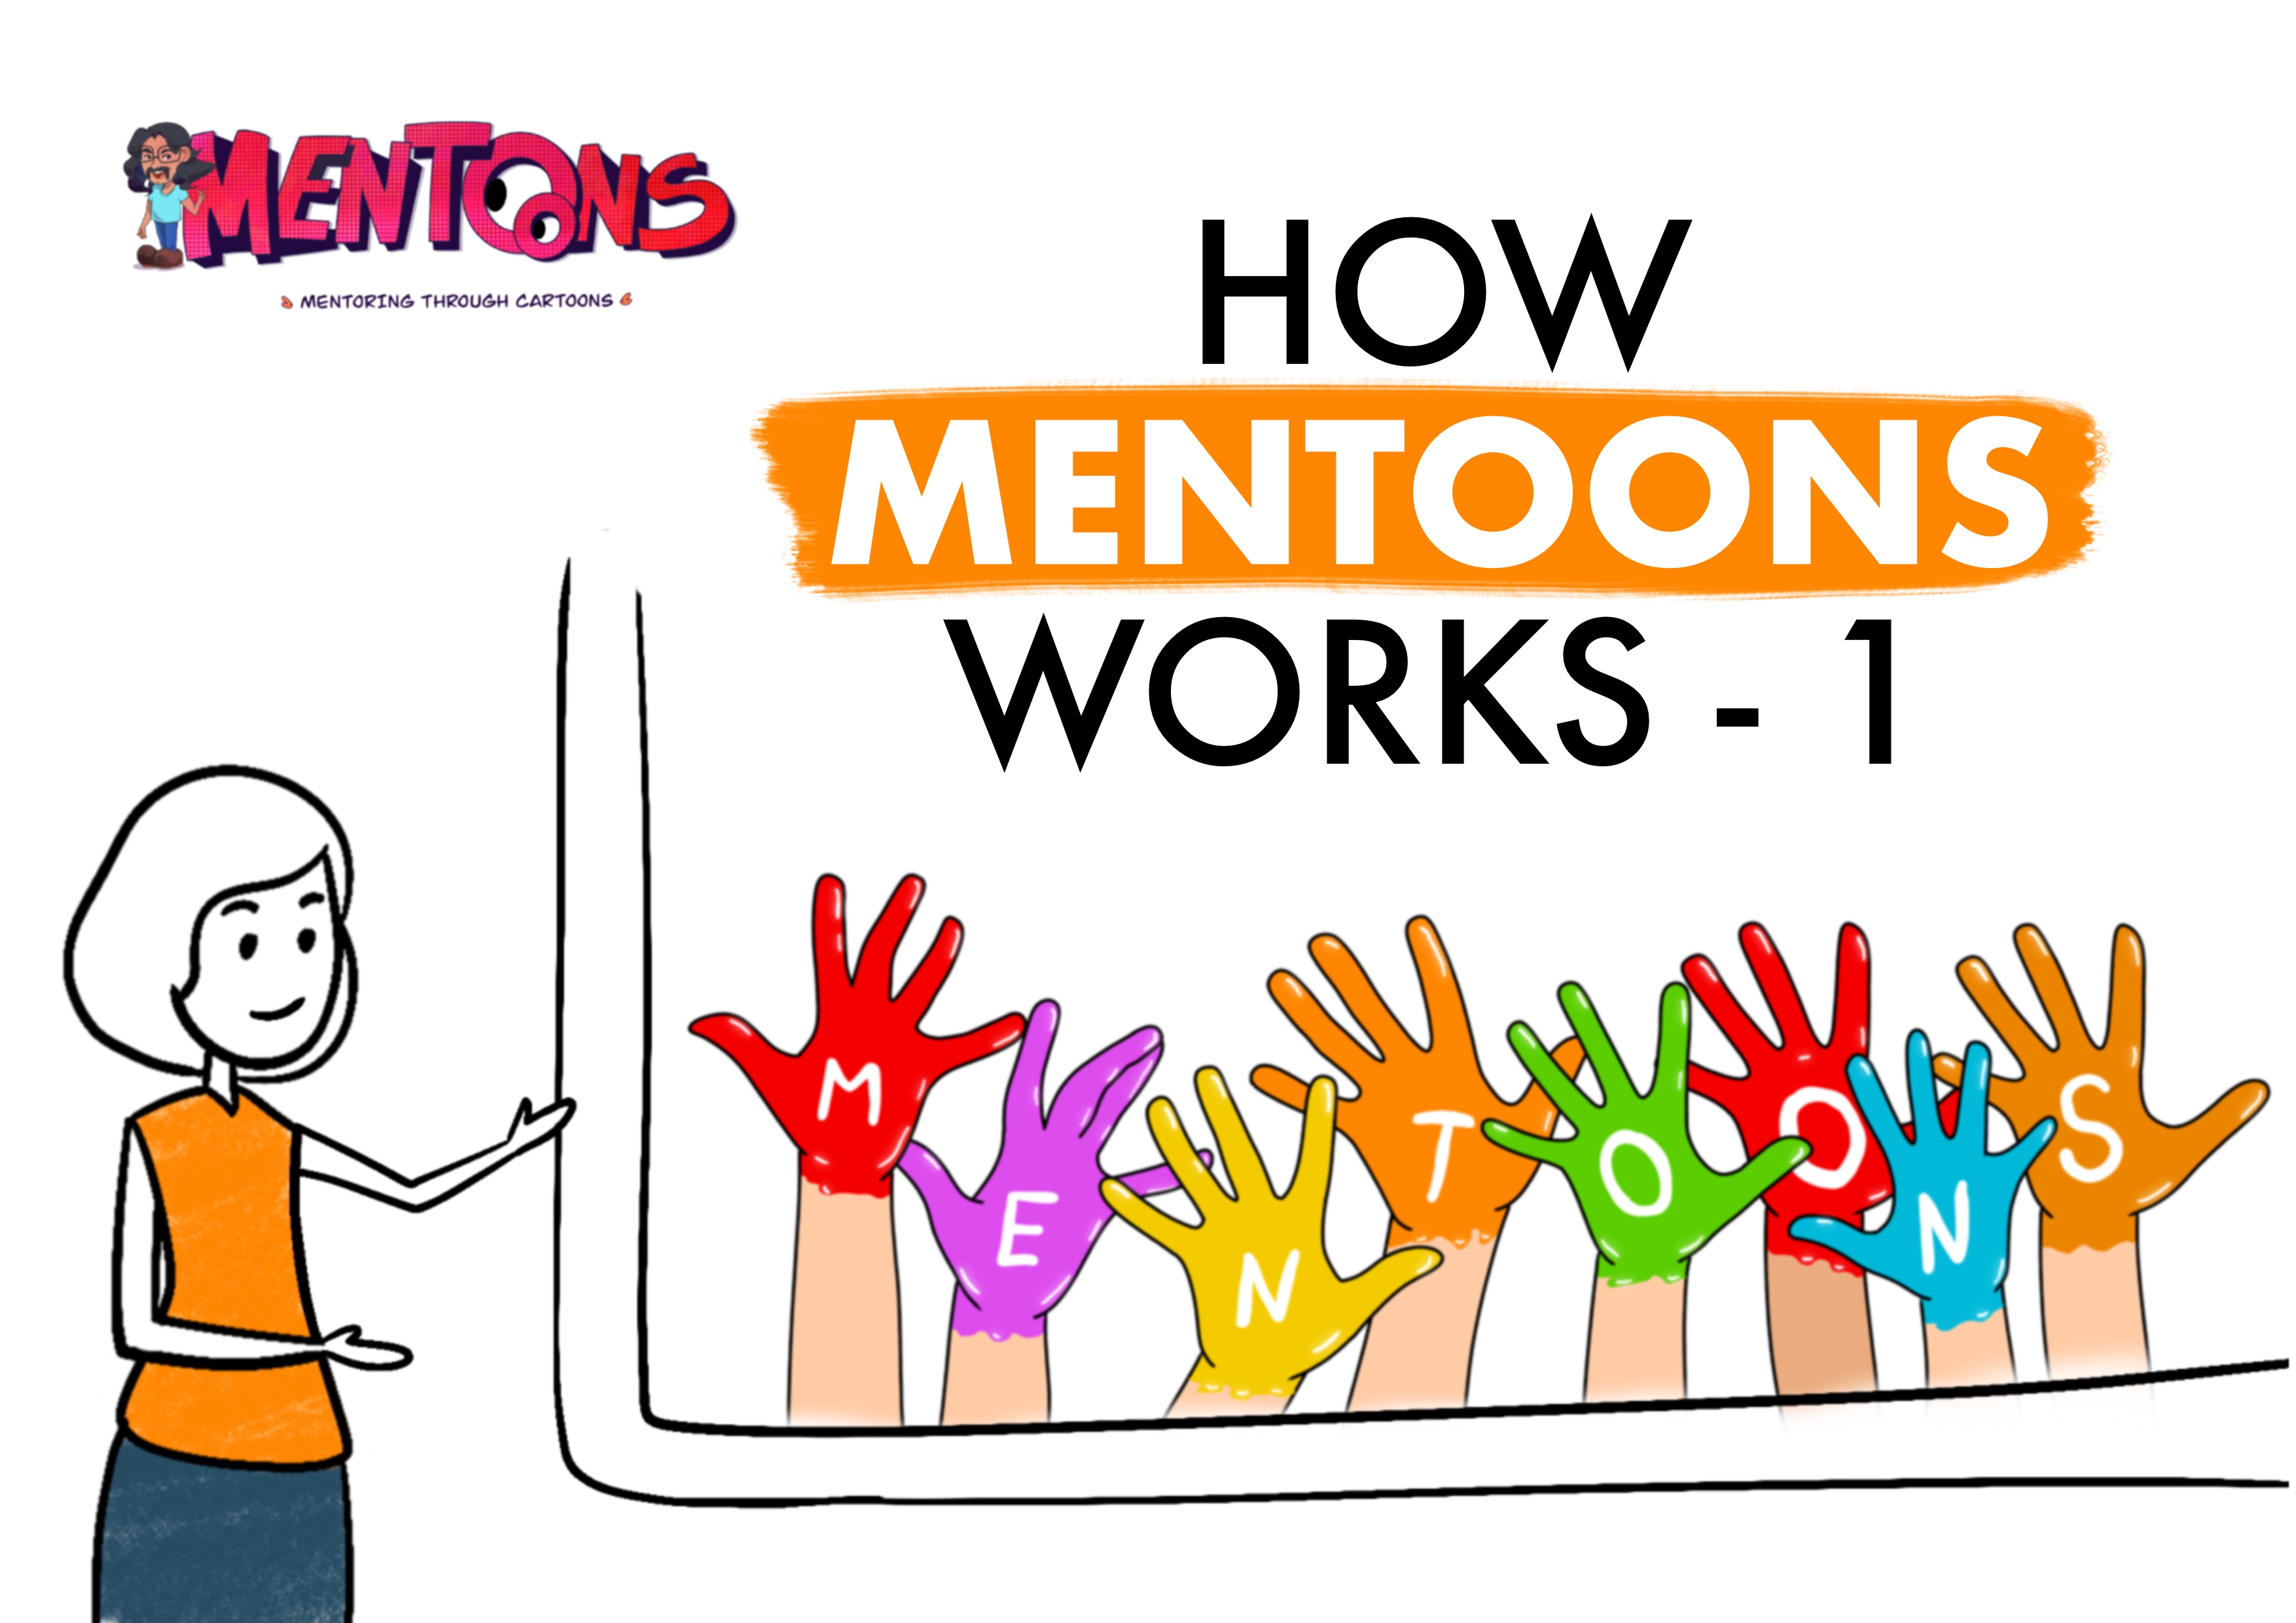 MENTOONS
MENTORING THROUGH CARTOONS
HOW
MENTOONS
WORKS - 1
M E N T O O N S